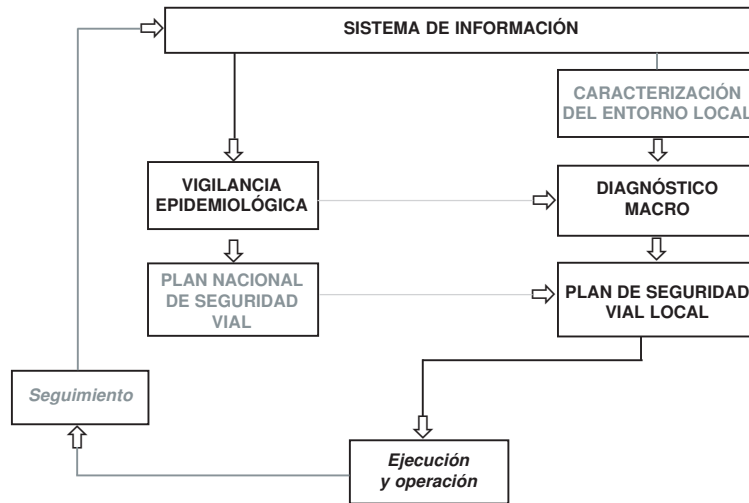 SISTEMA DE INFORMACIÓN
CARACTERIZACIÓN
DEL ENTORNO LOCAL
VIGILANCIA
EPIDEMIOLÓGICA
DIAGNÓSTICO
MACRO
PLAN NACIONAL
DE SEGURIDAD
VIAL
PLAN DE SEGURIDAD
VIAL LOCAL
Seguimiento
Ejecución
y operación